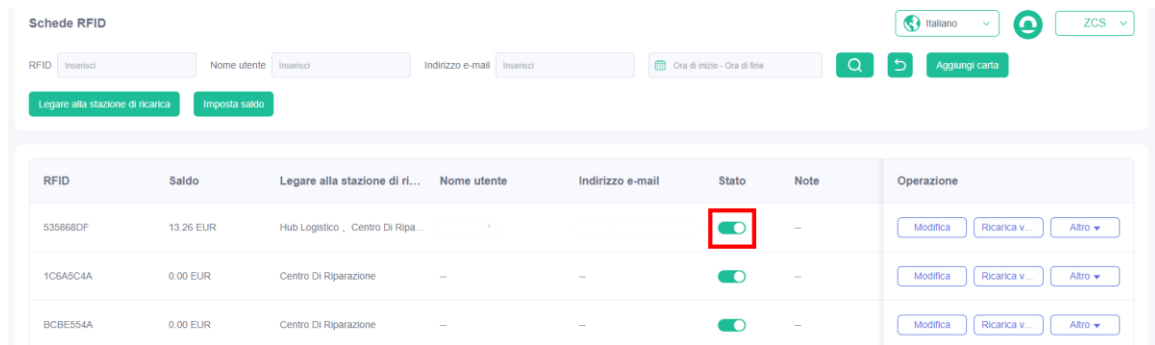 Schede RFID
Italiano
ZCS
RFID Inserisci Nome utente Inserisci Indirizzo e-mail Inserisci Ora di inizio - Ora di fine Aggiungi carta
Legare alla stazione di ricarica Imposta saldo
RFID Saldo Legare alla stazione di ri... Nome utente Indirizzo e-mail Stato Note Operazione
535868DF 13.26 EUR Hub Logistico 、 Centro Di Ripa... -- Modifica Ricarica v... Altro
1C6A5C4A 0.00 EUR Centro Di Riparazione -- -- -- Modifica Ricarica v... Altro
BCBE554A 0.00 EUR Centro Di Riparazione -- -- -- Modifica Ricarica v... Altro